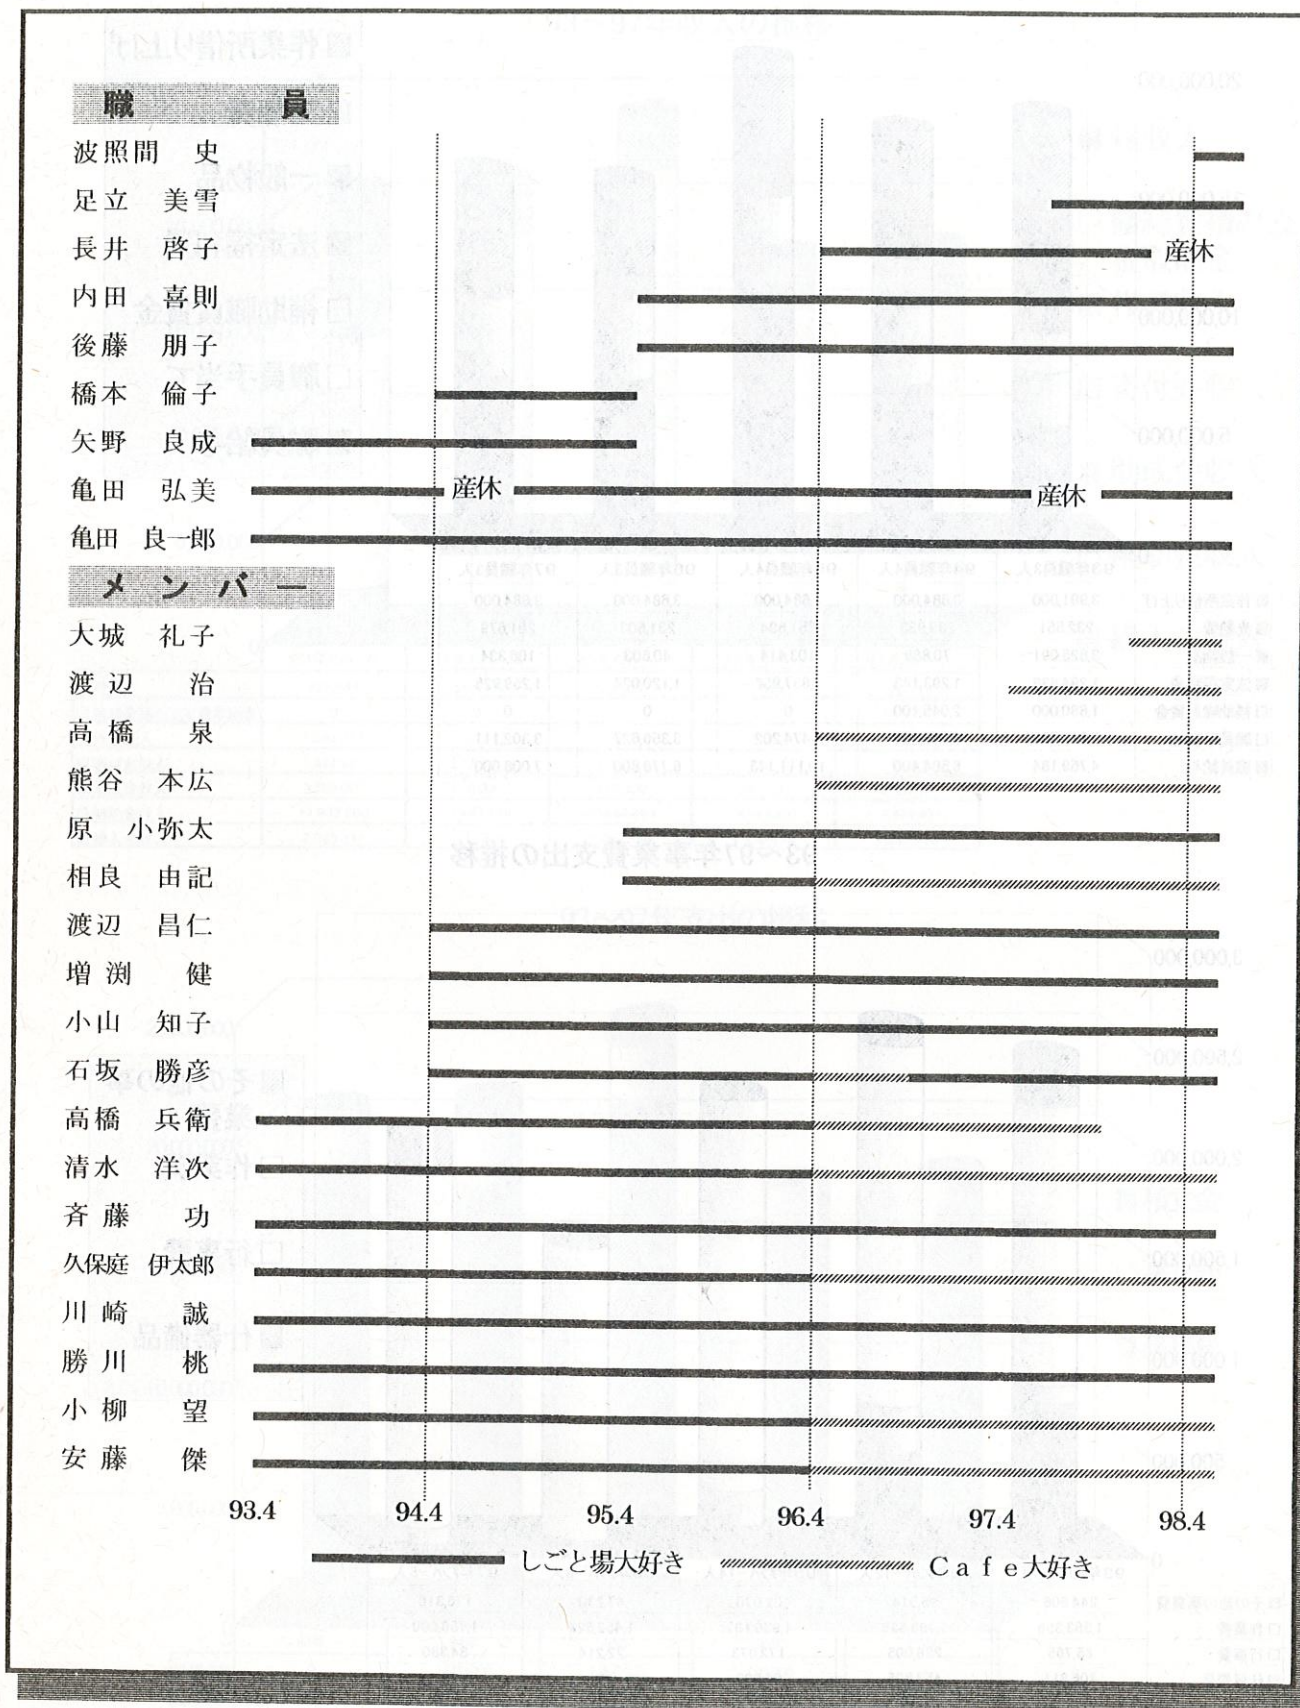 職 員
波照間 史
足立 美雪
長井 啓子 産休
内田 喜則
後藤 朋子
橋本 倫子
矢野 良成
亀田 弘美 産休 産休
亀田 良一郎
メンバー
大城 礼子
渡辺 治
高橋 泉
熊谷 本広
原 小弥太
相良 由記
渡辺 昌仁
増渕 健
小山 知子
石坂 勝彦
高橋 兵衛
清水 洋次
斉藤 功
久保庭 伊太郎
川崎 誠
勝川 桃
小柳 望
安藤 傑
93.4 94.4 95.4 96.4 97.4 98.4
しごと場大好き Cafe大好き